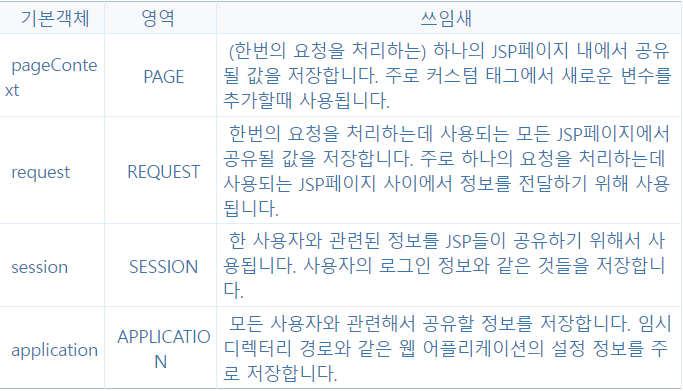 기본객체 영역 쓰임새
pageConte
xt
PAGE
(한번의 요청을 처리하는) 하나의 JSP페이지 내에서 공유
될 값을 저장합니다. 주로 커스텀 태그에서 새로운 변수를
추가할때 사용됩니다.
request
REQUEST
한번의 요청을 처리하는데 사용되는 모든 JSP페이지에서
공유될 값을 저장합니다. 주로 하나의 요청을 처리하는데
사용되는 JSP페이지 사이에서 정보를 전달하기 위해 사용
됩니다.
session
SESSION
한 사용자와 관련된 정보를 JSP들이 공유하기 위해서 사
용됩니다. 사용자의 로그인 정보와 같은 것들을 저장합니
다.
application
APPLICATIO
N
모든 사용자와 관련해서 공유할 정보를 저장합니다. 임시
디렉터리 경로와 같은 웹 어플리케이션의 설정 정보를 주
로 저장합니다.